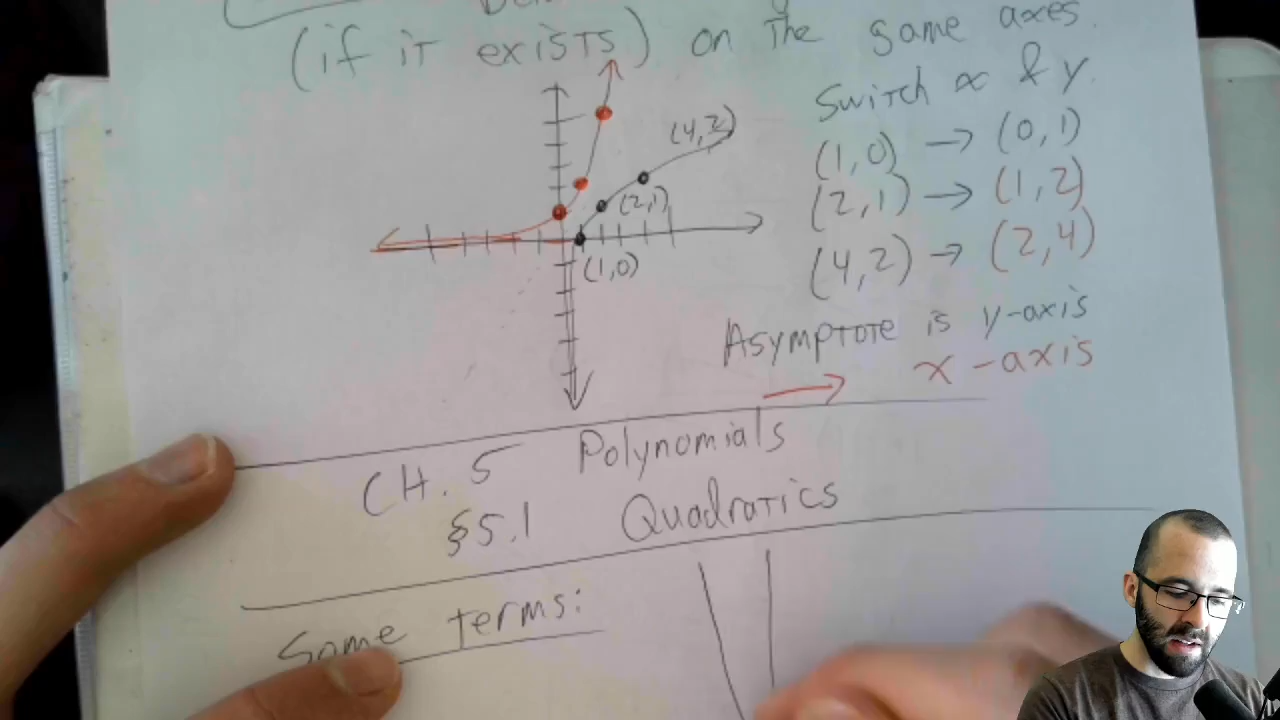 (if it exists) on the same axes.
Switch x & y.
(1,0) → (0,1)
(2,1) → (1,2)
(4,2) → (2,4)
(4,2)
(2,1)
(1,0)
Asymptote is y-axis
→ x-axis
CH. 5 Polynomials
§5.1 Quadratics
Some terms: